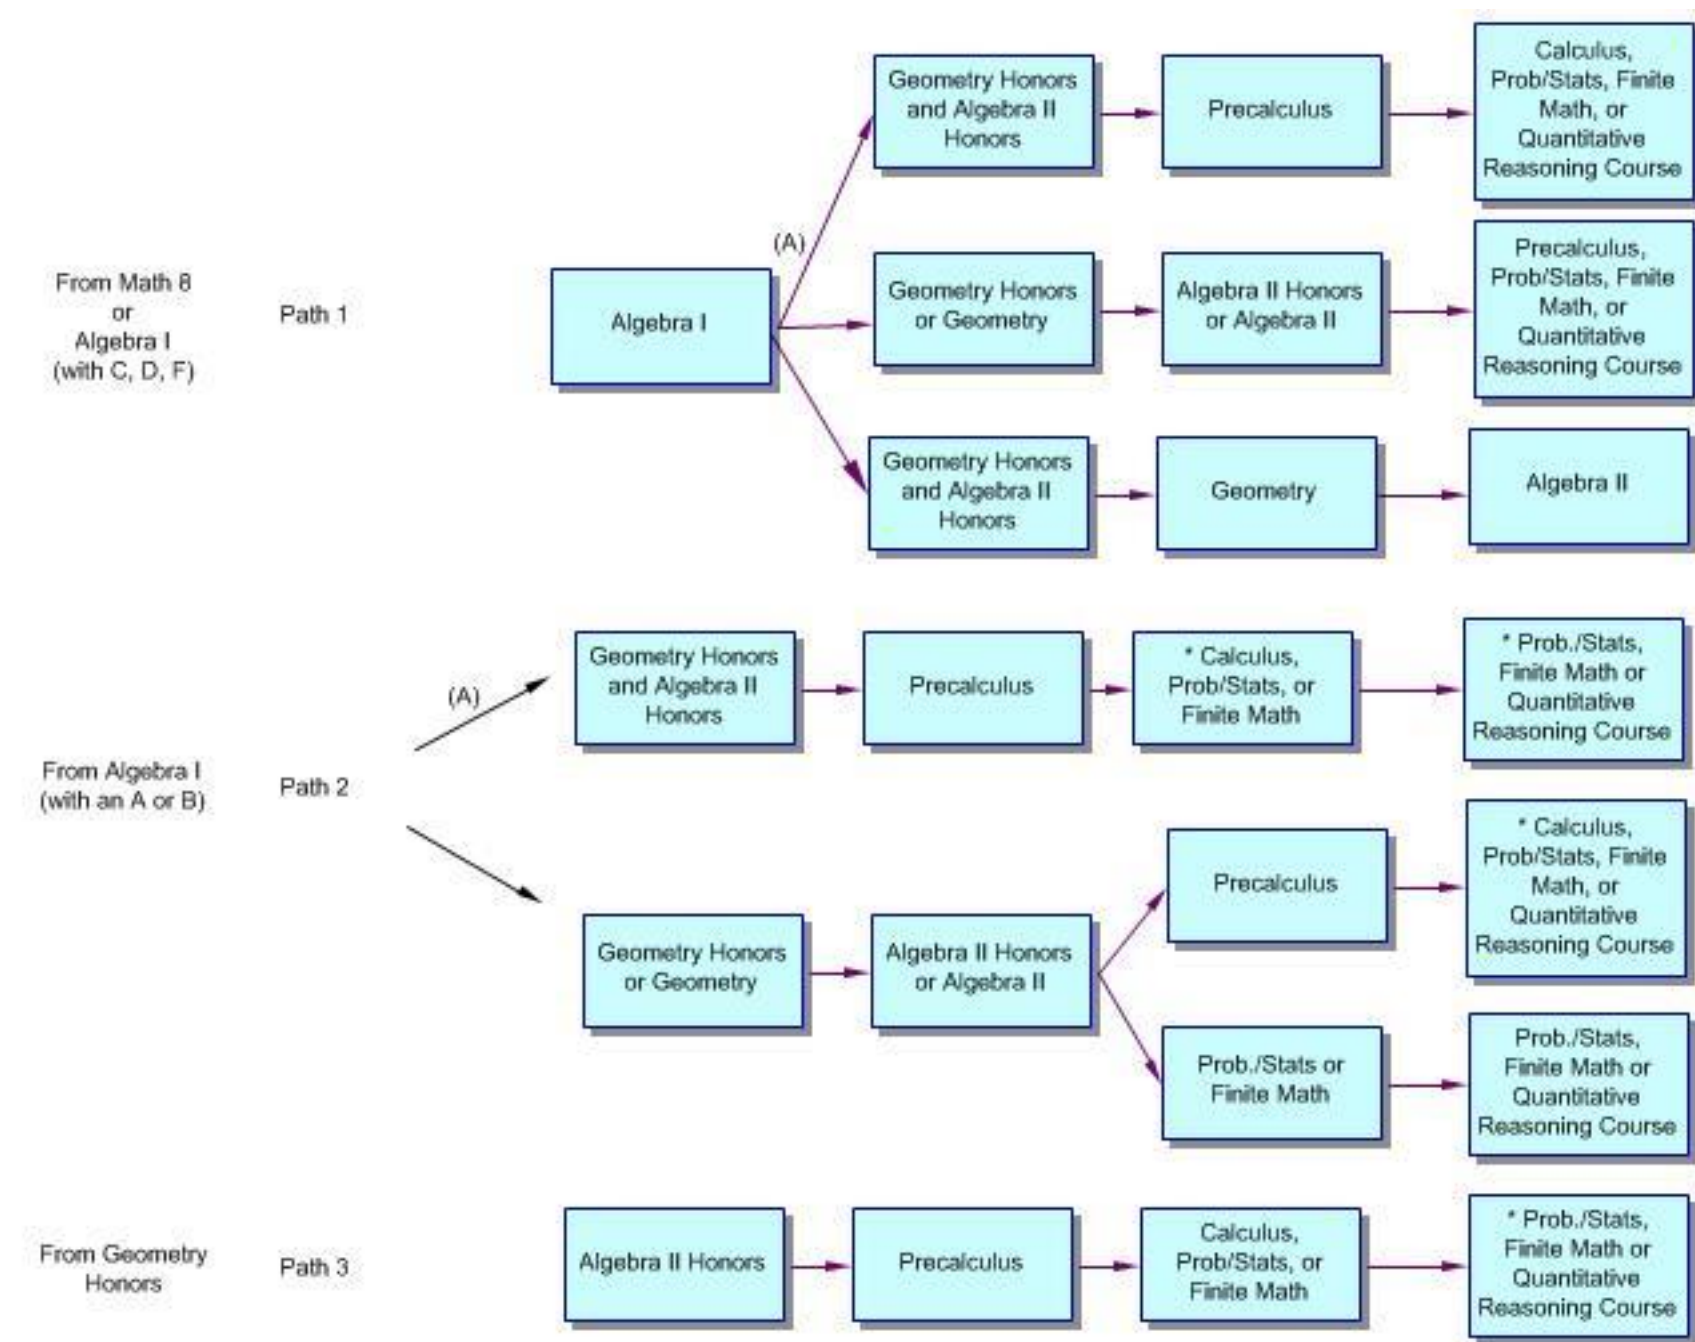 From Math 8
or
Algebra I
(with C, D, F)
Path 1
Algebra I
(A)
Geometry Honors
and Algebra II
Honors
Precalculus
Calculus,
Prob/Stats, Finite
Math, or
Quantitative
Reasoning Course
Geometry Honors
or Geometry
Algebra II Honors
or Algebra II
Precalculus,
Prob/Stats, Finite
Math, or
Quantitative
Reasoning Course
Geometry Honors
and Algebra II
Honors
Geometry
Algebra II
From Algebra I
(with an A or B)
Path 2
(A)
Geometry Honors
and Algebra II
Honors
Precalculus
* Calculus,
Prob/Stats, or
Finite Math
* Prob./Stats,
Finite Math or
Quantitative
Reasoning Course
Geometry Honors
or Geometry
Algebra II Honors
or Algebra II
Precalculus
* Calculus,
Prob/Stats, Finite
Math, or
Quantitative
Reasoning Course
Prob./Stats or
Finite Math
Prob./Stats,
Finite Math or
Quantitative
Reasoning Course
From Geometry
Honors
Path 3
Algebra II Honors
Precalculus
Calculus,
Prob/Stats, or
Finite Math
* Prob./Stats,
Finite Math or
Quantitative
Reasoning Course